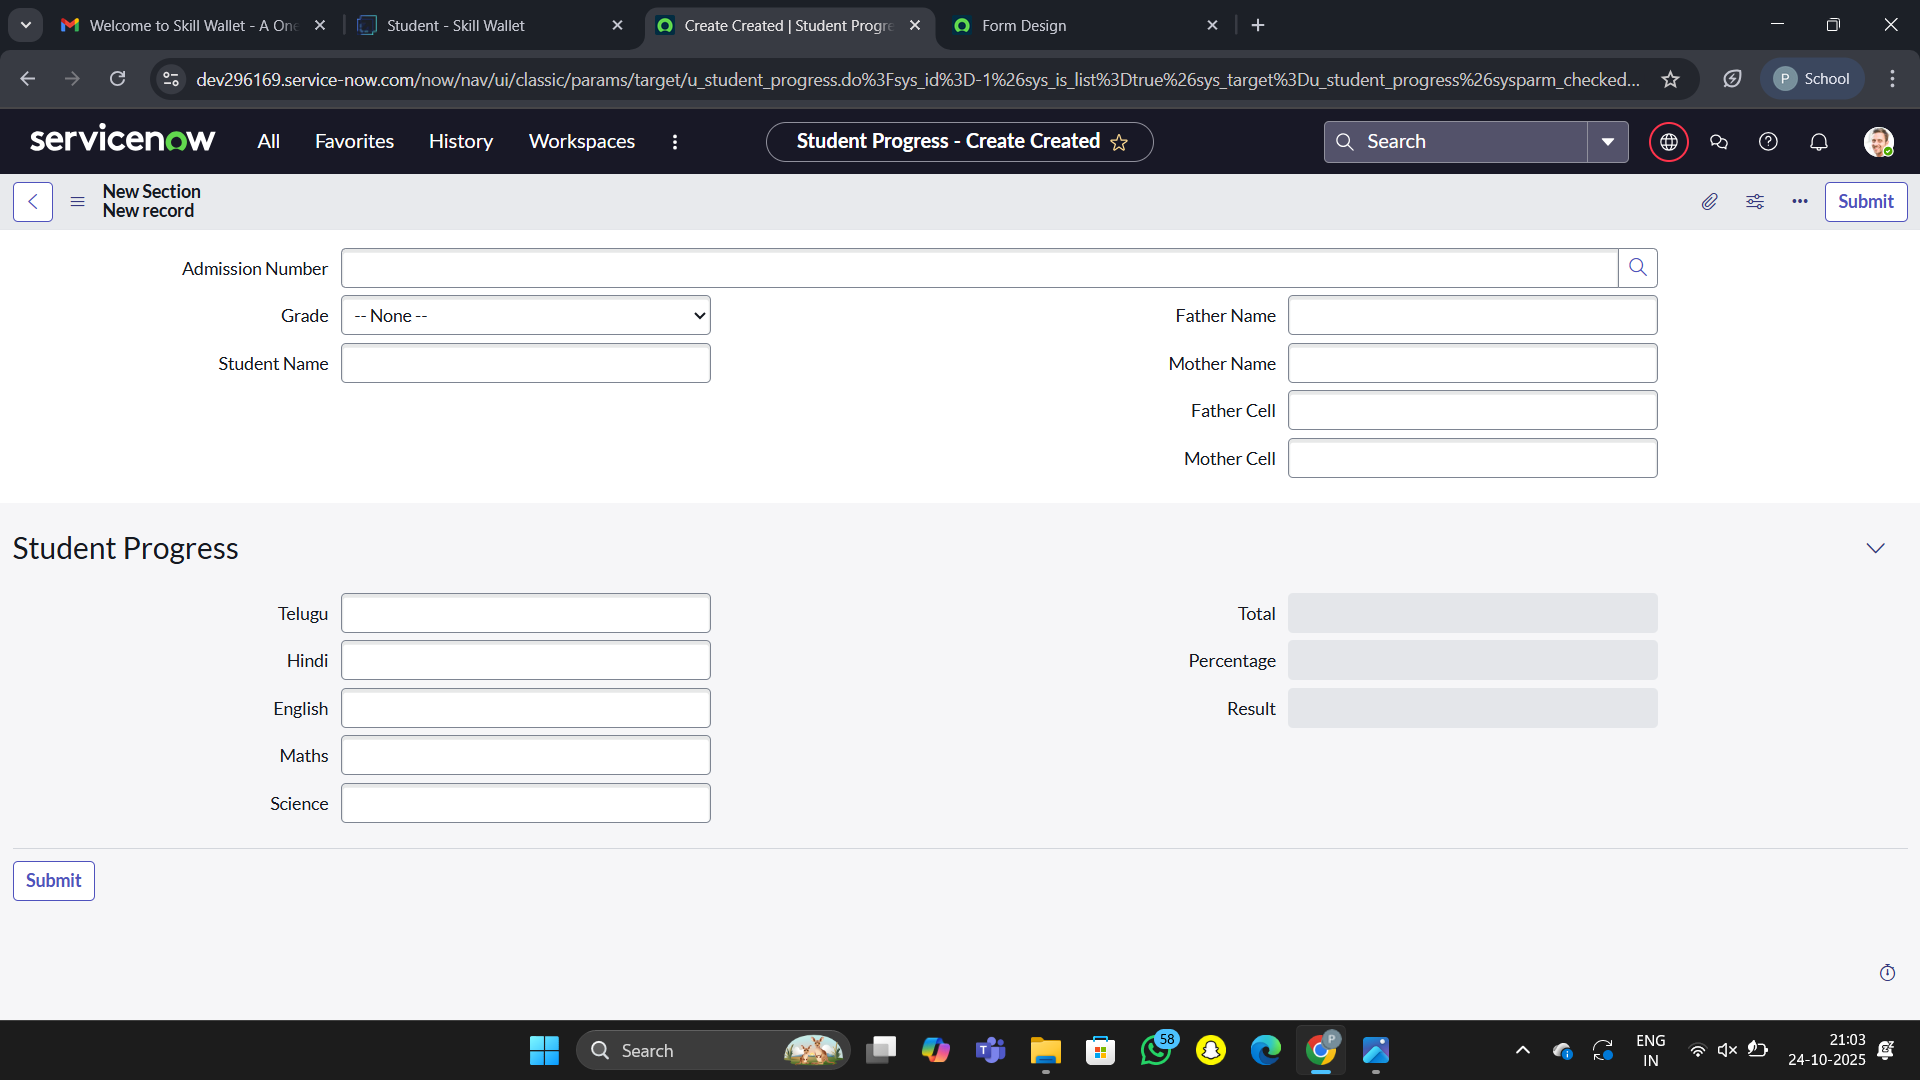 Welcome to Skill Wallet - A One
Student - Skill Wallet
Create Created | Student Progre
Form Design
dev296169.service-now.com/now/nav/ui/classic/params/target/u_student_progress.do%3Fsys_id%3D-1%26sys_is_list%3Dtrue%26sys_target%3Du_student_progress%26sysparm_checked...
P School
servicenow
All Favorites History Workspaces
Student Progress - Create Created
Search
New Section
New record
Submit
Admission Number
Grade -- None --
Father Name
Student Name
Mother Name
Father Cell
Mother Cell
Student Progress
Telugu
Total
Hindi
Percentage
English
Result
Maths
Science
Submit
Search
58
P
ENG
IN
21:03
24-10-2025